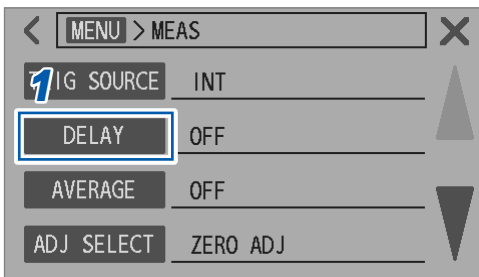 MENU > MEAS
1
IG SOURCE INT
DELAY OFF
AVERAGE OFF
ADJ SELECT ZERO ADJ